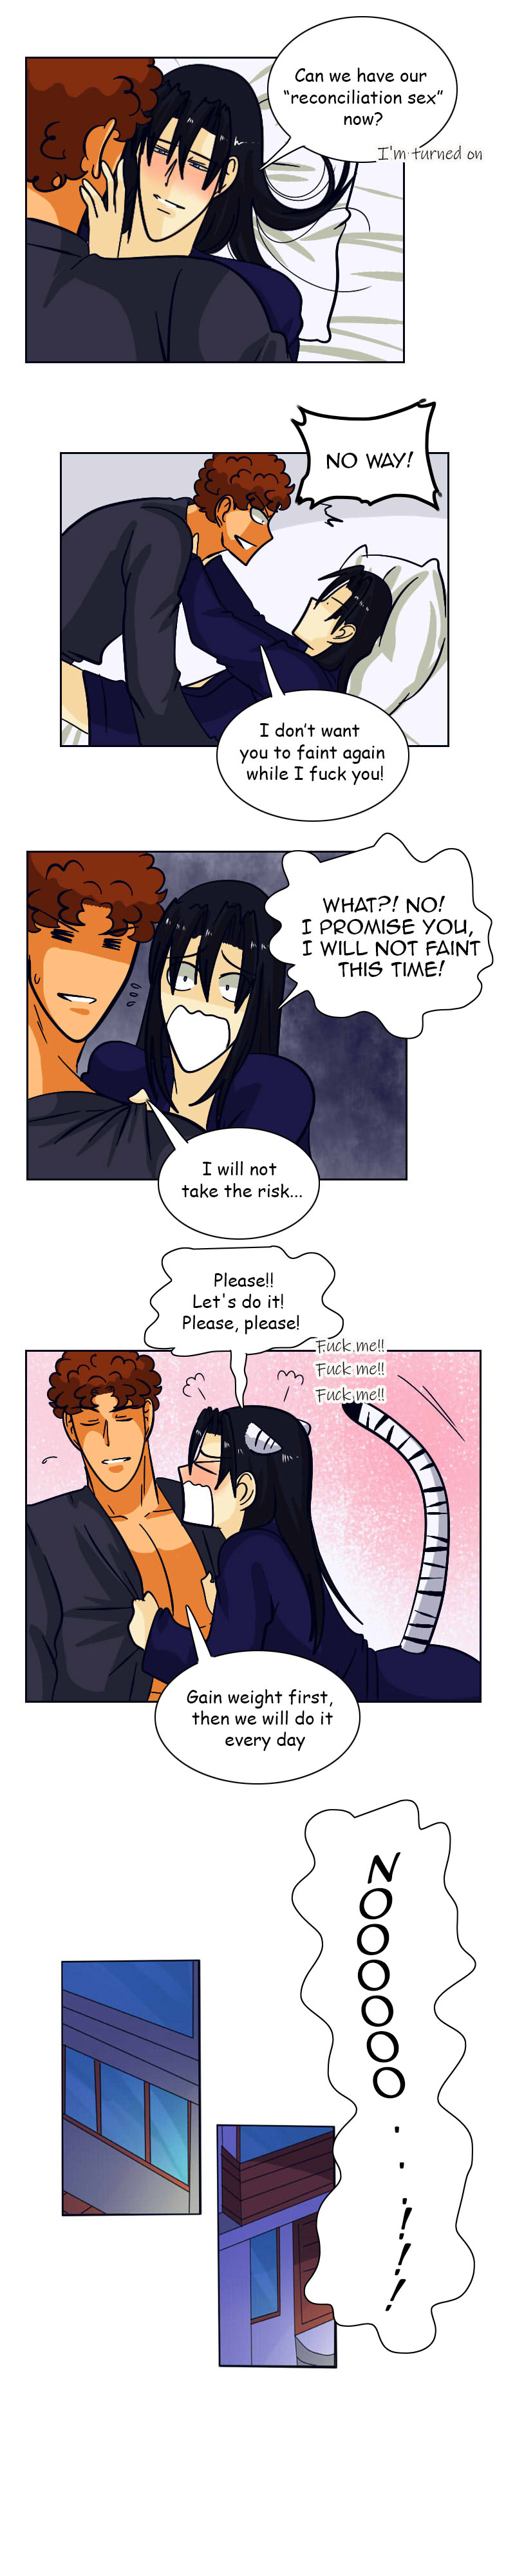 Can we have our
“reconciliation sex”
now?
I'm turned on
NO WAY!
I don’t want
you to faint again
while I fuck you!
WHAT?! NO!
I PROMISE YOU,
I WILL NOT FAINT
THIS TIME!
I will not
take the risk...
Please!!
Let's do it!
Please, please!
Fuck me!!
Fuck me!!
Fuck me!!
Gain weight first,
then we will do it
every day
NOOOOOOO...!!!